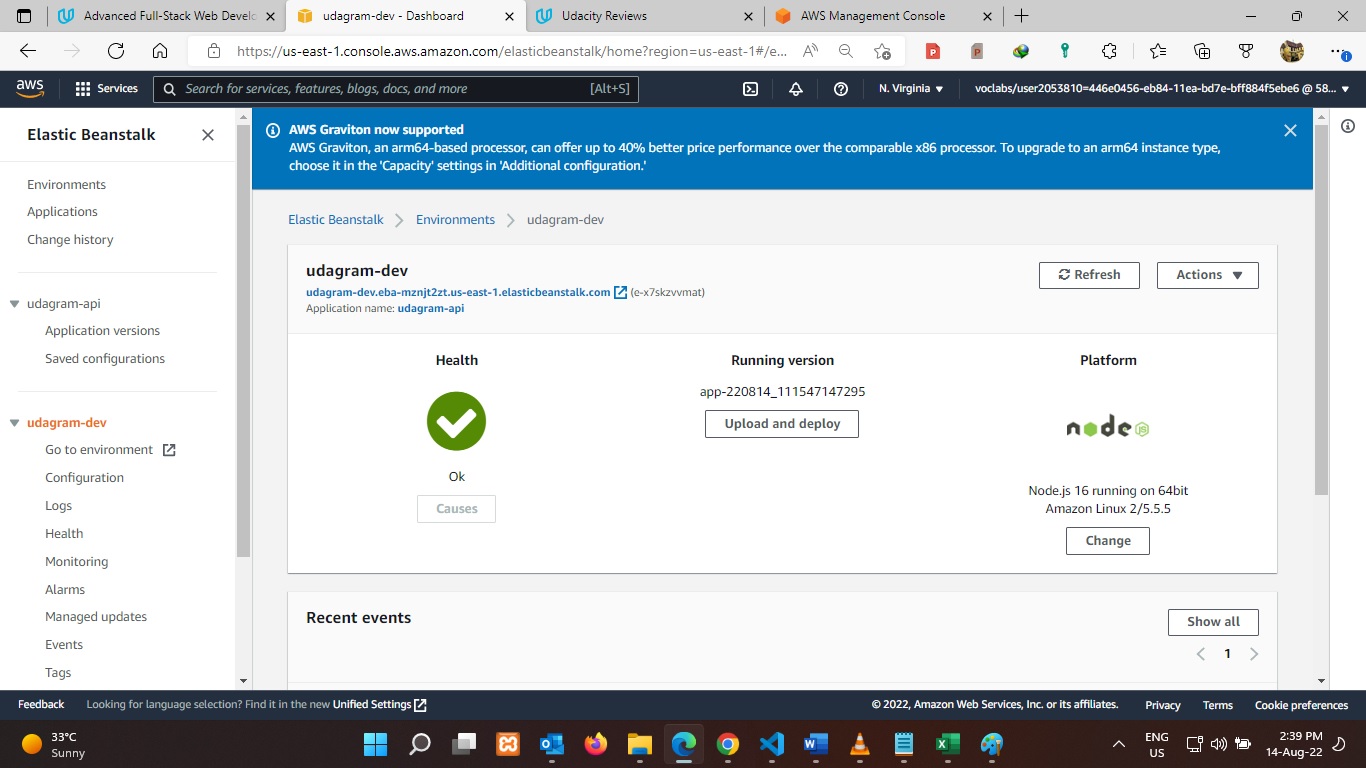 Advanced Full-Stack Web Develo
udagram-dev - Dashboard
Udacity Reviews
AWS Management Console
https://us-east-1.console.aws.amazon.com/elasticbeanstalk/home?region=us-east-1#/e...
aws
Services
Search for services, features, blogs, docs, and more
[Alt+S]
N. Virginia
voclabs/user2053810=446e0456-eb84-11ea-bd7e-bff884f5ebe6 @ 58...
Elastic Beanstalk
Environments
Applications
Change history
udagram-api
Application versions
Saved configurations
udagram-dev
Go to environment
Configuration
Logs
Health
Monitoring
Alarms
Managed updates
Events
Tags
AWS Graviton now supported
AWS Graviton, an arm64-based processor, can offer up to 40% better price performance over the comparable x86 processor. To upgrade to an arm64 instance type,
choose it in the 'Capacity' settings in 'Additional configuration.'
Elastic Beanstalk
Environments
udagram-dev
udagram-dev
udagram-dev.eba-mznjt2zt.us-east-1.elasticbeanstalk.com (e-x7skzvvmat)
Application name: udagram-api
Refresh
Actions
Health
Ok
Causes
Running version
app-220814_111547147295
Upload and deploy
Platform
node JS
Node.js 16 running on 64bit
Amazon Linux 2/5.5.5
Change
Recent events
Show all
1
Feedback
Looking for language selection? Find it in the new Unified Settings
© 2022, Amazon Web Services, Inc. or its affiliates.
Privacy
Terms
Cookie preferences
33°C
Sunny
ENG
US
2:39 PM
14-Aug-22